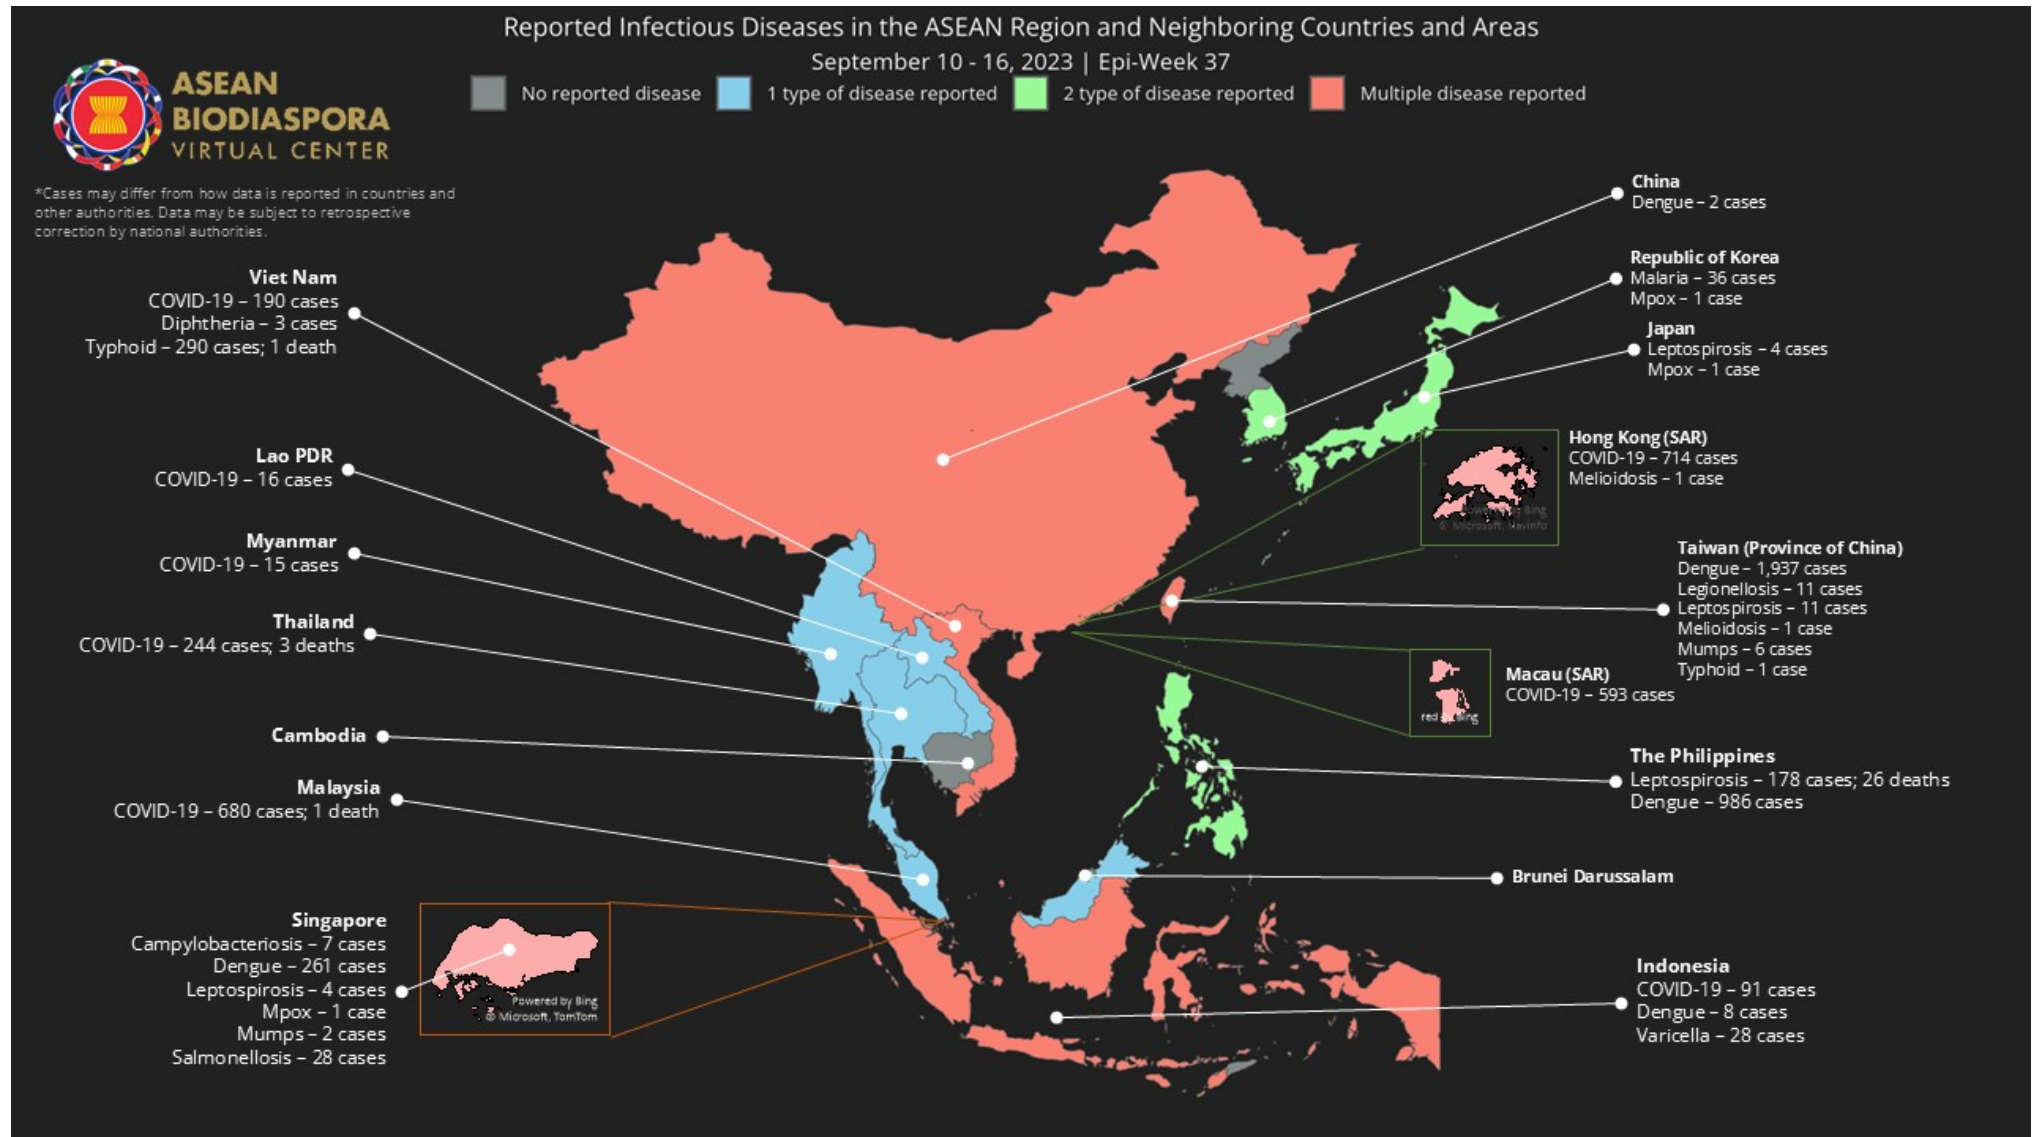 Reported Infectious Diseases in the ASEAN Region and Neighboring Countries and Areas
September 10 - 16, 2023 | Epi-Week 37
No reported disease
1 type of disease reported
2 type of disease reported
Multiple disease reported
ASEAN
BIODIASPORA
VIRTUAL CENTER
*Cases may differ from how data is reported in countries and
other authorities. Data may be subject to retrospective
correction by national authorities.
Viet Nam
COVID-19 – 190 cases
Diphtheria – 3 cases
Typhoid – 290 cases; 1 death
Lao PDR
COVID-19 – 16 cases
Myanmar
COVID-19 – 15 cases
Thailand
COVID-19 – 244 cases; 3 deaths
Cambodia
Malaysia
COVID-19 – 680 cases; 1 death
Singapore
Campylobacteriosis – 7 cases
Dengue – 261 cases
Leptospirosis – 4 cases
Mpox – 1 case
Mumps – 2 cases
Salmonellosis – 28 cases
Powered by Bing
© Microsoft, TomTom
China
Dengue – 2 cases
Republic of Korea
Malaria – 36 cases
Mpox – 1 case
Japan
Leptospirosis – 4 cases
Mpox – 1 case
Hong Kong (SAR)
COVID-19 – 714 cases
Melioidosis – 1 case
Powered by Bing
© Microsoft, Navinfo
Taiwan (Province of China)
Dengue – 1,937 cases
Legionellosis – 11 cases
Leptospirosis – 11 cases
Melioidosis – 1 case
Mumps – 6 cases
Typhoid – 1 case
Macau (SAR)
COVID-19 – 593 cases
red Bing
The Philippines
Leptospirosis – 178 cases; 26 deaths
Dengue – 986 cases
Brunei Darussalam
Indonesia
COVID-19 – 91 cases
Dengue – 8 cases
Varicella – 28 cases